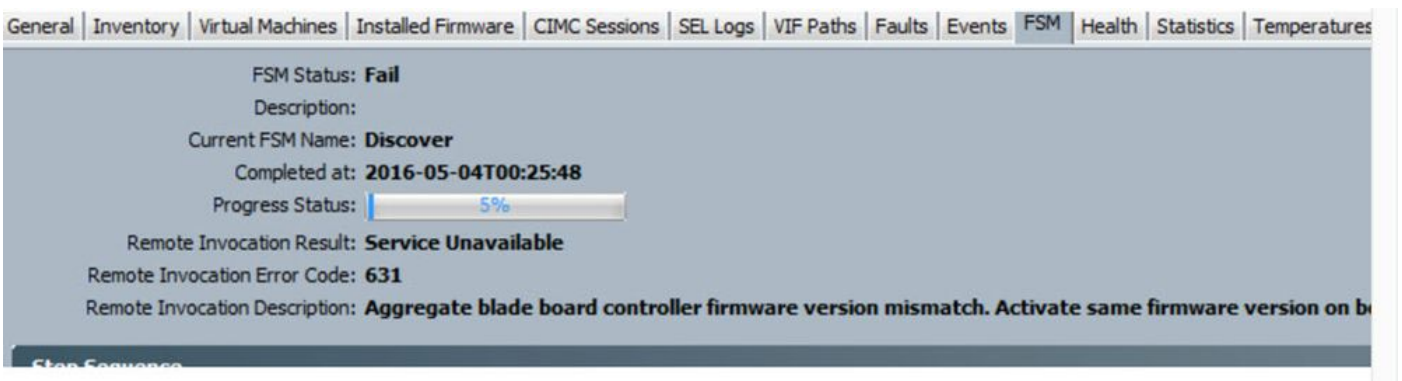 General Inventory Virtual Machines Installed Firmware CIMC Sessions SEL Logs VIF Paths Faults Events FSM Health Statistics Temperatures
FSM Status: Fail
Description:
Current FSM Name: Discover
Completed at: 2016-05-04T00:25:48
Progress Status: 5%
Remote Invocation Result: Service Unavailable
Remote Invocation Error Code: 631
Remote Invocation Description: Aggregate blade board controller firmware version mismatch. Activate same firmware version on
Step Sequence